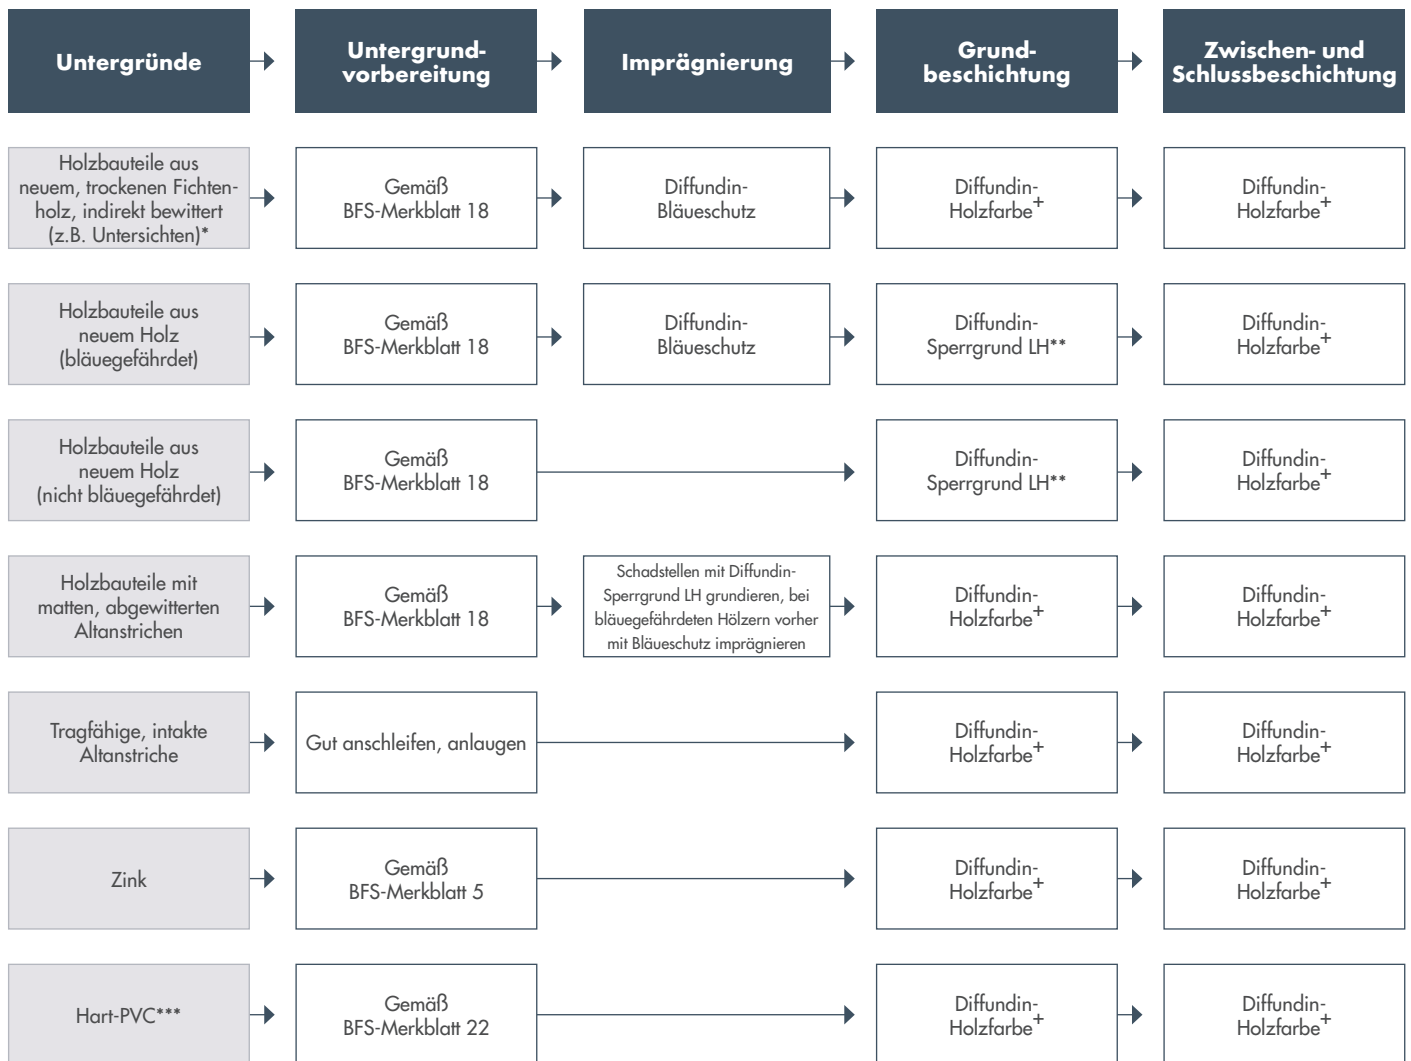 Untergründe
Untergrund-
vorbereitung
Imprägnierung
Grund-
beschichtung
Zwischen- und
Schlussbeschichtung
Holzbauteile aus
neuem, trockenen Fichten-
holz, indirekt bewittert
(z.B. Untersichten)*
Gemäß
BFS-Merkblatt 18
Diffundin-
Bläueschutz
Diffundin-
Holzfarbe+
Diffundin-
Holzfarbe+
Holzbauteile aus
neuem Holz
(bläuegefährdet)
Gemäß
BFS-Merkblatt 18
Diffundin-
Bläueschutz
Diffundin-
Sperrgrund LH**
Diffundin-
Holzfarbe+
Holzbauteile aus
neuem Holz
(nicht bläuegefährdet)
Gemäß
BFS-Merkblatt 18
Diffundin-
Sperrgrund LH**
Diffundin-
Holzfarbe+
Holzbauteile mit
matten, abgewitterten
Altanstrichen
Gemäß
BFS-Merkblatt 18
Schadstellen mit Diffundin-
Sperrgrund LH grundieren, bei
bläuegefährdeten Hölzern vorher
mit Bläueschutz imprägnieren
Diffundin-
Holzfarbe+
Diffundin-
Holzfarbe+
Tragfähige, intakte
Altanstriche
Gut anschleifen, anlaugen
Diffundin-
Holzfarbe+
Diffundin-
Holzfarbe+
Zink
Gemäß
BFS-Merkblatt 5
Diffundin-
Holzfarbe+
Diffundin-
Holzfarbe+
Hart-PVC***
Gemäß
BFS-Merkblatt 22
Diffundin-
Holzfarbe+
Diffundin-
Holzfarbe+